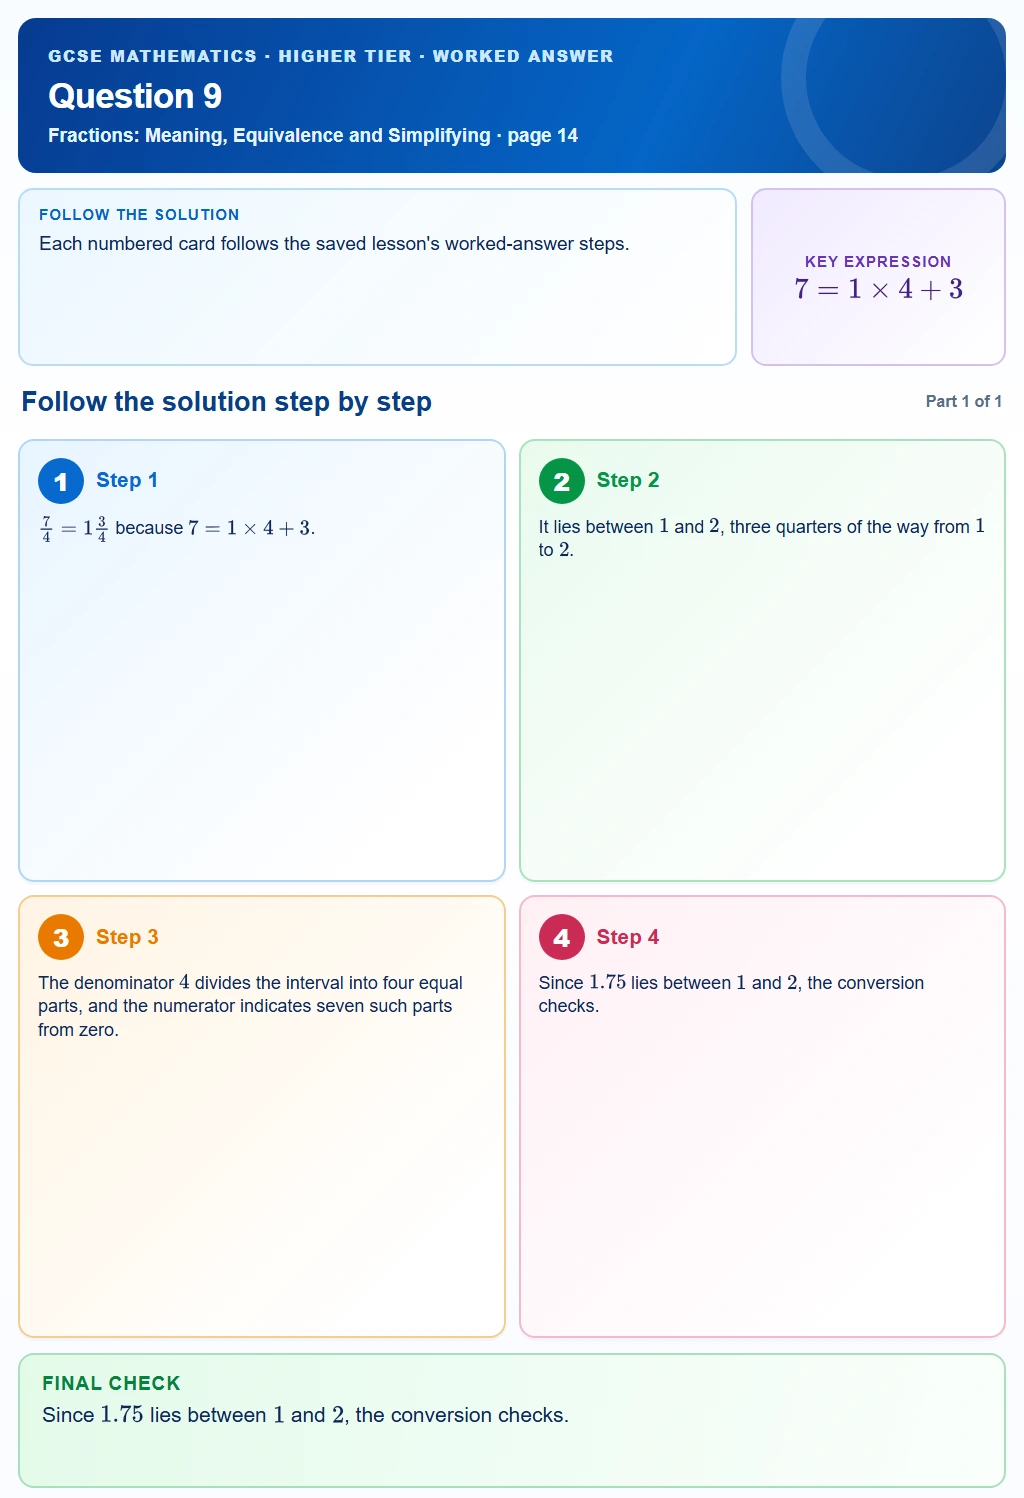 GCSE MATHEMATICS · HIGHER TIER · WORKED ANSWER
Question 9
Fractions: Meaning, Equivalence and Simplifying · page 14
FOLLOW THE SOLUTION
Each numbered card follows the saved lesson's worked-answer steps.
KEY EXPRESSION
7 = 1 × 4 + 3
Follow the solution step by step
Part 1 of 1
1 Step 1
7/4 = 1 3/4 because 7 = 1 × 4 + 3.
2 Step 2
It lies between 1 and 2, three quarters of the way from 1
to 2.
3 Step 3
The denominator 4 divides the interval into four equal
parts, and the numerator indicates seven such parts
from zero.
4 Step 4
Since 1.75 lies between 1 and 2, the conversion
checks.
FINAL CHECK
Since 1.75 lies between 1 and 2, the conversion checks.